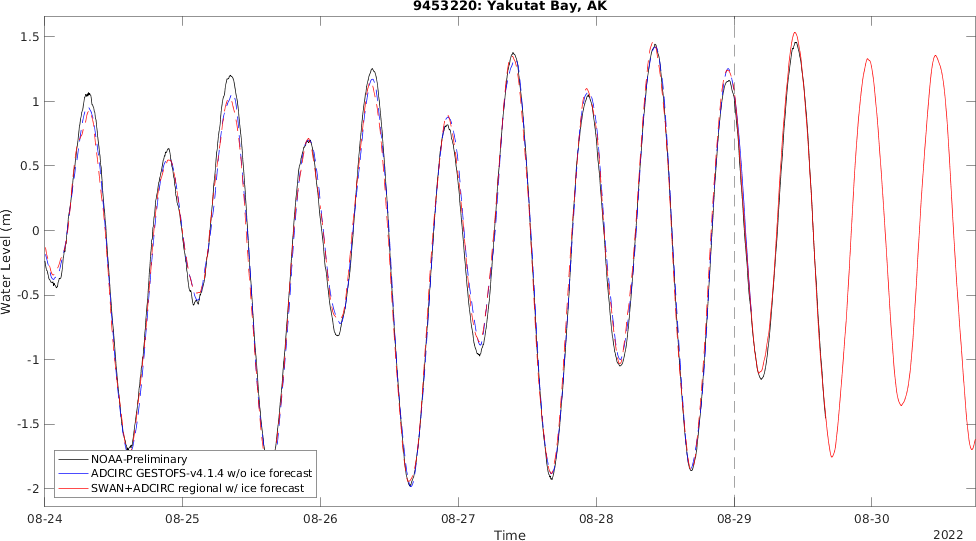 9453220: Yakutat Bay, AK
1.5
1
0.5
0
-0.5
-1
-1.5
-2
Water Level (m)
NOAA-Preliminary
ADCIRC GESTOFS-v4.1.4 w/o ice forecast
SWAN+ADCIRC regional w/ ice forecast
08-24 08-25 08-26 08-27 08-28 08-29 08-30
Time
2022